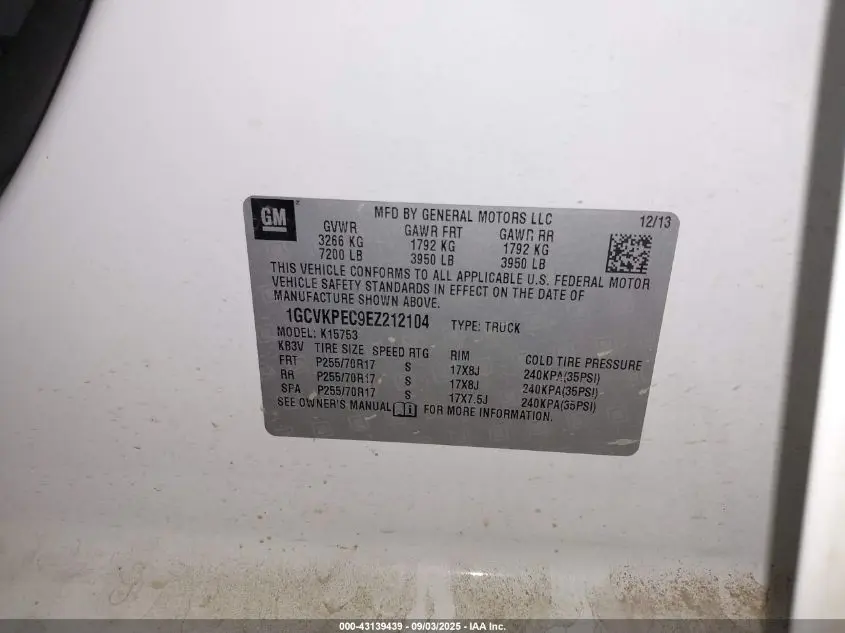 GM
MFD BY GENERAL MOTORS LLC 12/13
GVWR GAWR FRT GAWR RR
3266 KG 1792 KG 1792 KG
7200 LB 3950 LB 3950 LB
THIS VEHICLE CONFORMS TO ALL APPLICABLE U.S. FEDERAL MOTOR
VEHICLE SAFETY STANDARDS IN EFFECT ON THE DATE OF
MANUFACTURE SHOWN ABOVE.
1GCVKPEC9EZ212104 TYPE: TRUCK
MODEL: K15753
KB3V TIRE SIZE SPEED RTG RIM COLD TIRE PRESSURE
FRT P255/70R17 S 17X8J 240KPA(35PSI)
RR P255/70R17 S 17X8J 240KPA(35PSI)
SPA P255/70R17 S 17X7.5J 240KPA(35PSI)
SEE OWNER'S MANUAL FOR MORE INFORMATION.
000-43139439 - 09/03/2025 - IAA Inc.